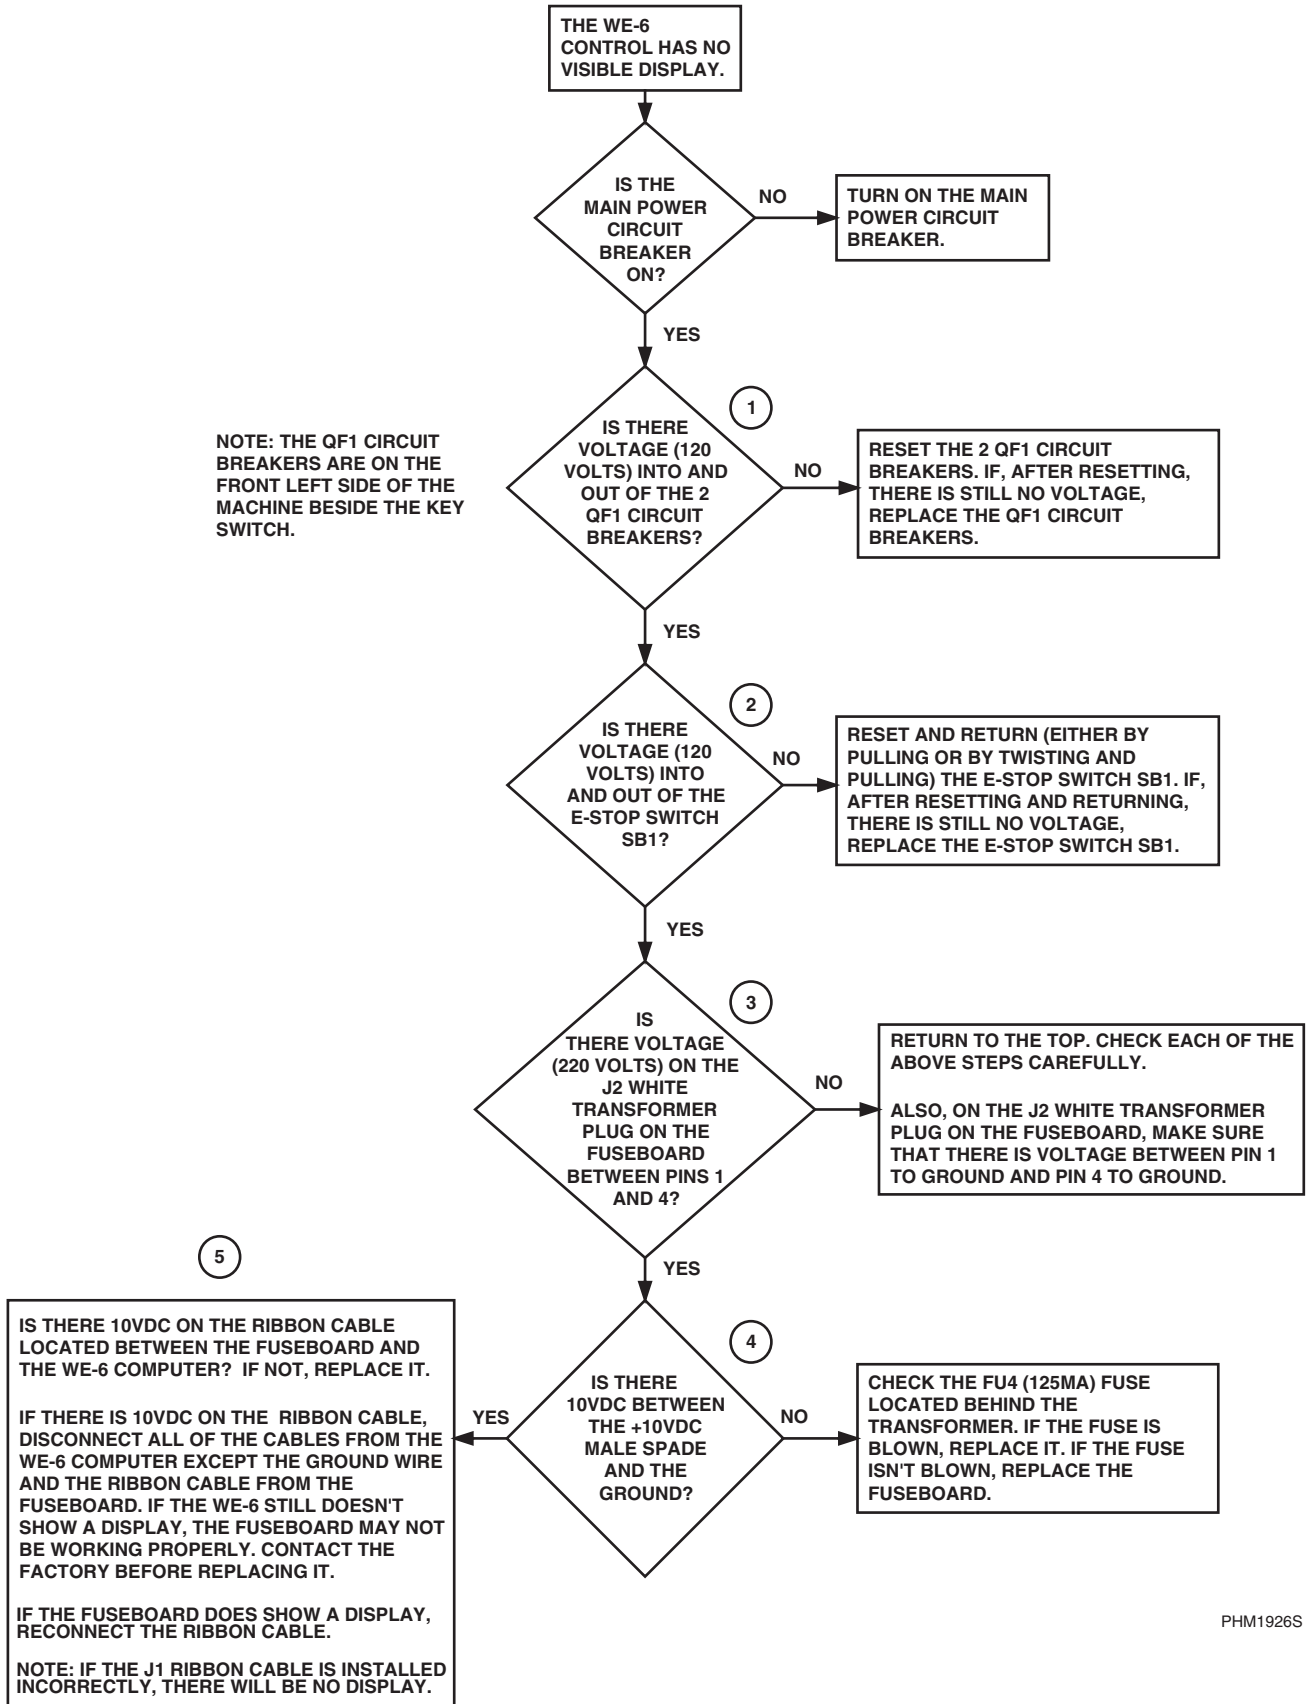 THE WE-6
CONTROL HAS NO
VISIBLE DISPLAY.
IS THE
MAIN POWER
CIRCUIT
BREAKER
ON?
NO
TURN ON THE MAIN
POWER CIRCUIT
BREAKER.
YES
NOTE: THE QF1 CIRCUIT
BREAKERS ARE ON THE
FRONT LEFT SIDE OF THE
MACHINE BESIDE THE KEY
SWITCH.
1
IS THERE
VOLTAGE (120
VOLTS) INTO AND
OUT OF THE 2
QF1 CIRCUIT
BREAKERS?
NO
RESET THE 2 QF1 CIRCUIT
BREAKERS. IF, AFTER RESETTING,
THERE IS STILL NO VOLTAGE,
REPLACE THE QF1 CIRCUIT
BREAKERS.
YES
2
IS THERE
VOLTAGE (120
VOLTS) INTO
AND OUT OF THE
E-STOP SWITCH
SB1?
NO
RESET AND RETURN (EITHER BY
PULLING OR BY TWISTING AND
PULLING) THE E-STOP SWITCH SB1. IF,
AFTER RESETTING AND RETURNING,
THERE IS STILL NO VOLTAGE,
REPLACE THE E-STOP SWITCH SB1.
YES
3
IS
THERE VOLTAGE
(220 VOLTS) ON THE
J2 WHITE
TRANSFORMER
PLUG ON THE
FUSEBOARD
BETWEEN PINS 1
AND 4?
NO
RETURN TO THE TOP. CHECK EACH OF THE
ABOVE STEPS CAREFULLY.
ALSO, ON THE J2 WHITE TRANSFORMER
PLUG ON THE FUSEBOARD, MAKE SURE
THAT THERE IS VOLTAGE BETWEEN PIN 1
TO GROUND AND PIN 4 TO GROUND.
YES
4
IS THERE
10VDC BETWEEN
THE +10VDC
MALE SPADE
AND THE
GROUND?
NO
CHECK THE FU4 (125MA) FUSE
LOCATED BEHIND THE
TRANSFORMER. IF THE FUSE IS
BLOWN, REPLACE IT. IF THE FUSE
ISN'T BLOWN, REPLACE THE
FUSEBOARD.
YES
5
IS THERE 10VDC ON THE RIBBON CABLE
LOCATED BETWEEN THE FUSEBOARD AND
THE WE-6 COMPUTER? IF NOT, REPLACE IT.
IF THERE IS 10VDC ON THE RIBBON CABLE,
DISCONNECT ALL OF THE CABLES FROM THE
WE-6 COMPUTER EXCEPT THE GROUND WIRE
AND THE RIBBON CABLE FROM THE
FUSEBOARD. IF THE WE-6 STILL DOESN'T
SHOW A DISPLAY, THE FUSEBOARD MAY NOT
BE WORKING PROPERLY. CONTACT THE
FACTORY BEFORE REPLACING IT.
IF THE FUSEBOARD DOES SHOW A DISPLAY,
RECONNECT THE RIBBON CABLE.
NOTE: IF THE J1 RIBBON CABLE IS INSTALLED
INCORRECTLY, THERE WILL BE NO DISPLAY.
PHM1926S